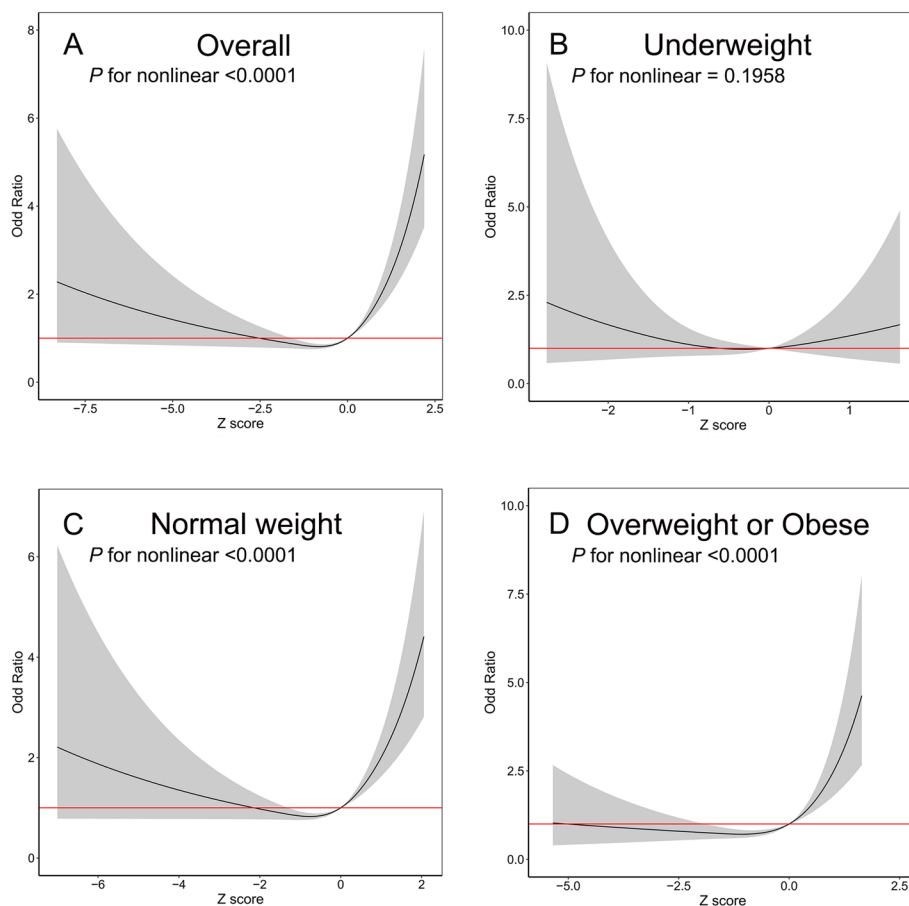 A Overall
P for nonlinear <0.0001
8
6
4
2
0
Odd Ratio
−7.5 −5.0 −2.5 0.0 2.5
Z score
B Underweight
P for nonlinear = 0.1958
10.0
7.5
5.0
2.5
0.0
Odd Ratio
−2 −1 0 1
Z score
C Normal weight
P for nonlinear <0.0001
6
4
2
0
Odd Ratio
−6 −4 −2 0 2
Z score
D Overweight or Obese
P for nonlinear <0.0001
10.0
7.5
5.0
2.5
0.0
Odd Ratio
−5.0 −2.5 0.0 2.5
Z score